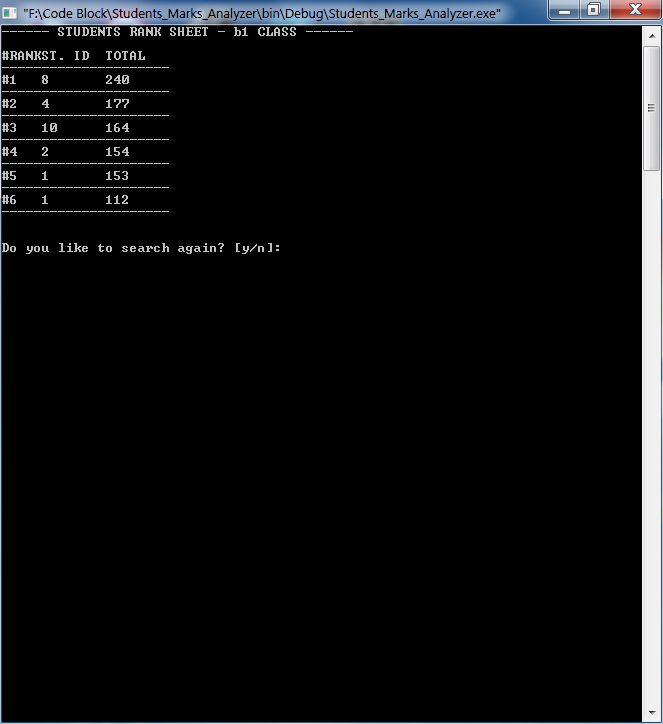 "F:\Code Block\Students_Marks_Analyzer\bin\Debug\Students_Marks_Analyzer.exe"
------ STUDENTS RANK SHEET - b1 CLASS ------
#RANKST. ID  TOTAL
---------------------
#1   8       240
---------------------
#2   4       177
---------------------
#3   10      164
---------------------
#4   2       154
---------------------
#5   1       153
---------------------
#6   1       112
---------------------
Do you like to search again? [y/n]: